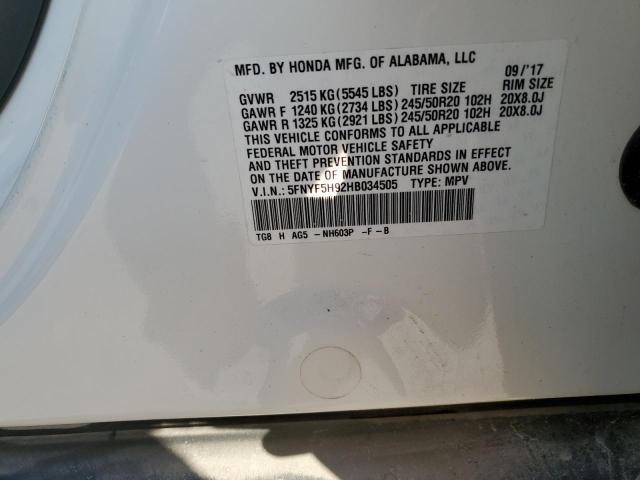 MFD. BY HONDA MFG. OF ALABAMA, LLC 09/'17
GVWR 2515 KG (5545 LBS) TIRE SIZE RIM SIZE
GAWR F 1240 KG (2734 LBS) 245/50R20 102H 20X8.0J
GAWR R 1325 KG (2921 LBS) 245/50R20 102H 20X8.0J
THIS VEHICLE CONFORMS TO ALL APPLICABLE
FEDERAL MOTOR VEHICLE SAFETY
AND THEFT PREVENTION STANDARDS IN EFFECT
ON THE DATE OF MANUFACTURE SHOWN ABOVE.
V.I.N.: 5FNYF5H92HB034505 TYPE: MPV
TG8 H AG5 -NH603P -F-B